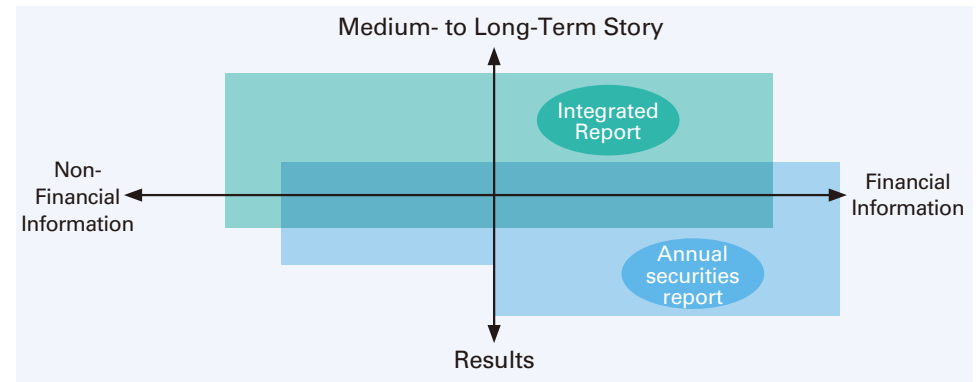 Medium- to Long-Term Story
Integrated
Report
Non-
Financial
Information
Financial
Information
Annual
securities
report
Results